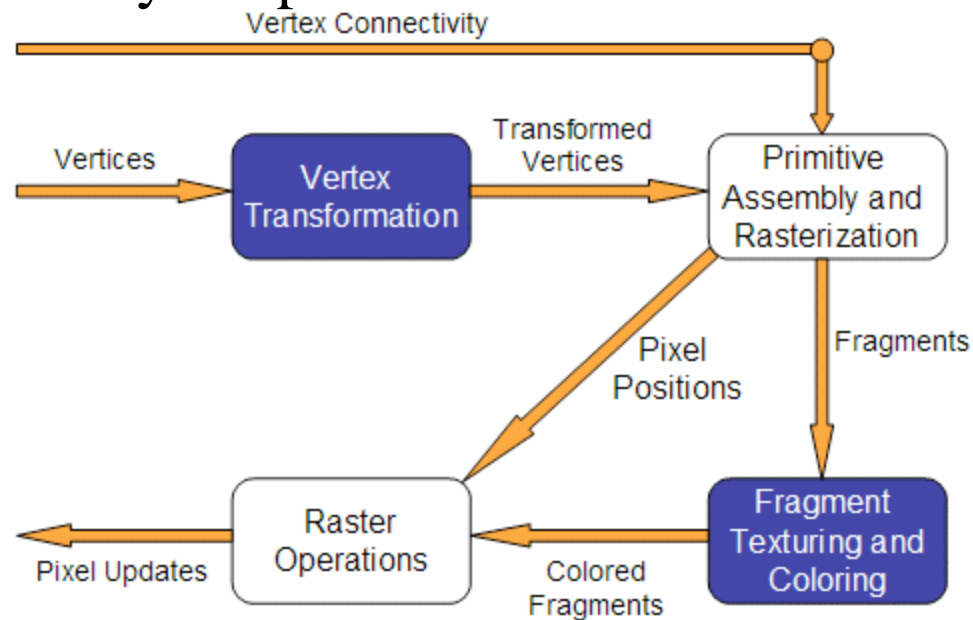 Vertex Connectivity
Vertices
Vertex
Transformation
Transformed
Vertices
Primitive
Assembly and
Rasterization
Pixel
Positions
Fragments
Raster
Operations
Fragment
Texturing and
Coloring
Pixel Updates
Colored
Fragments